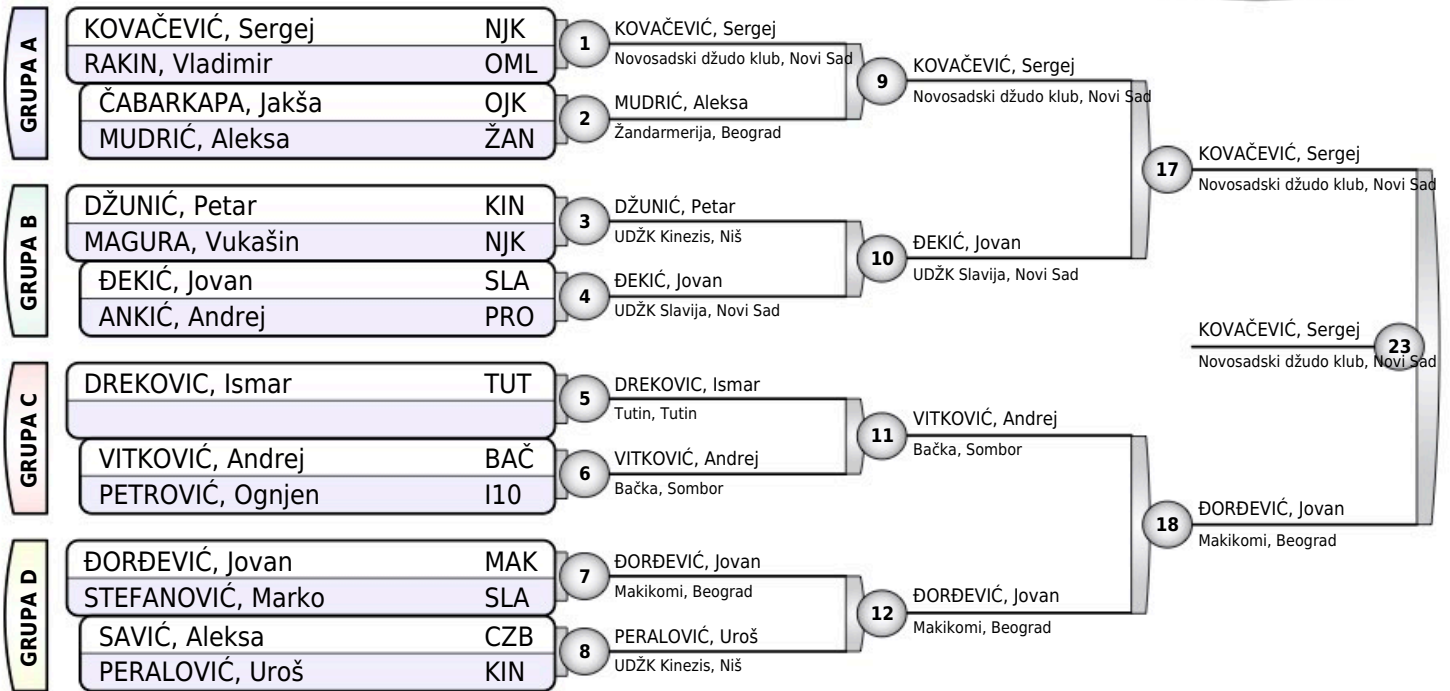 GRUPA A
KOVAČEVIĆ, Sergej NJK
RAKIN, Vladimir OML
ČABARKAPA, Jakša OJK
MUDRIĆ, Aleksa ŽAN
GRUPA B
DŽUNIĆ, Petar KIN
MAGURA, Vukašin NJK
ĐEKIĆ, Jovan SLA
ANKIĆ, Andrej PRO
GRUPA C
DREKOVIC, Ismar TUT
VITKOVIĆ, Andrej BAČ
PETROVIĆ, Ognjen I10
GRUPA D
ĐORĐEVIĆ, Jovan MAK
STEFANOVIĆ, Marko SLA
SAVIĆ, Aleksa CZB
PERALOVIĆ, Uroš KIN
1
KOVAČEVIĆ, Sergej
Novosadski džudo klub, Novi Sad
2
MUDRIĆ, Aleksa
Žandarmerija, Beograd
3
DŽUNIĆ, Petar
UDŽK Kinezis, Niš
4
ĐEKIĆ, Jovan
UDŽK Slavija, Novi Sad
5
DREKOVIC, Ismar
Tutin, Tutin
6
VITKOVIĆ, Andrej
Bačka, Sombor
7
ĐORĐEVIĆ, Jovan
Makikomi, Beograd
8
PERALOVIĆ, Uroš
UDŽK Kinezis, Niš
9
KOVAČEVIĆ, Sergej
Novosadski džudo klub, Novi Sad
10
ĐEKIĆ, Jovan
UDŽK Slavija, Novi Sad
11
VITKOVIĆ, Andrej
Bačka, Sombor
12
ĐORĐEVIĆ, Jovan
Makikomi, Beograd
17
KOVAČEVIĆ, Sergej
Novosadski džudo klub, Novi Sad
18
ĐORĐEVIĆ, Jovan
Makikomi, Beograd
KOVAČEVIĆ, Sergej
23
Novosadski džudo klub, Novi Sad